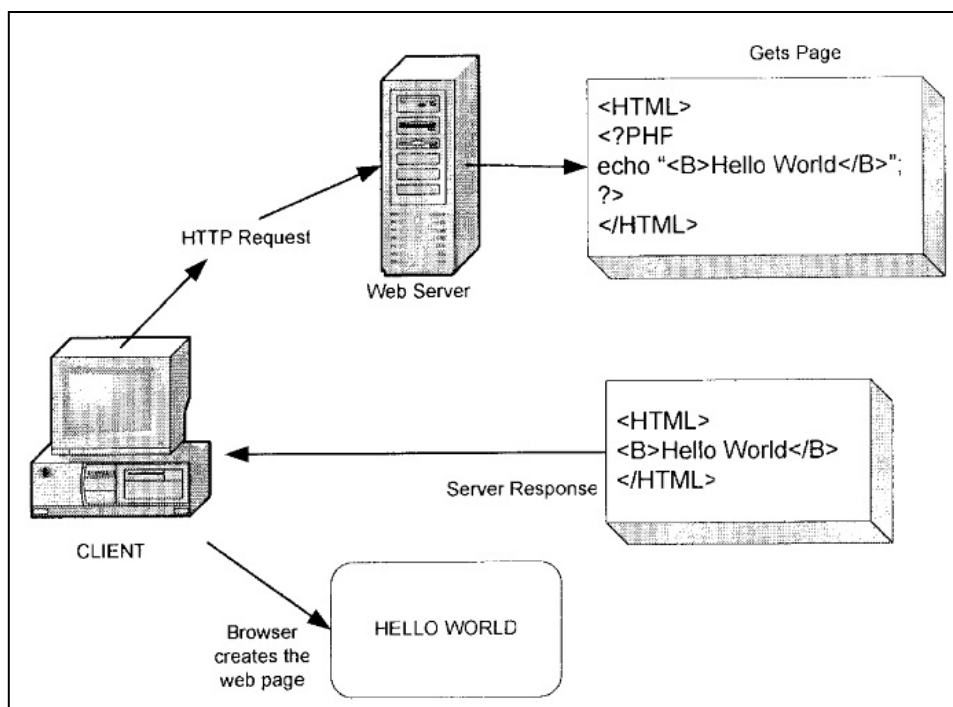 Gets Page
<HTML>
<?PHF
echo “<B>Hello World</B>”;
?>
</HTML>
HTTP Request
Web Server
<HTML>
<B>Hello World</B>
</HTML>
Server Response
CLIENT
HELLO WORLD
Browser
creates the
web page